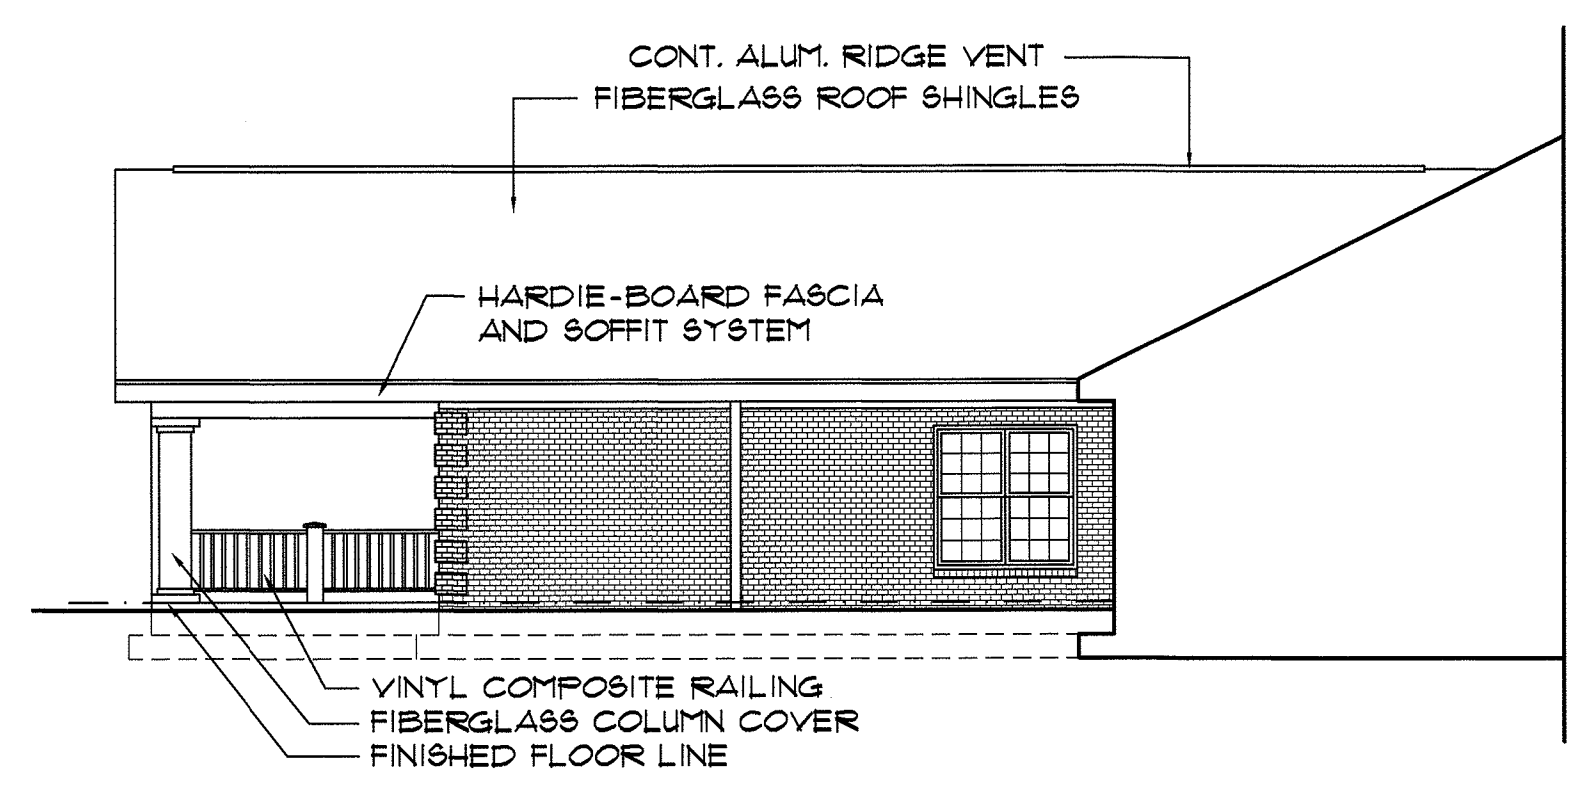 CONT. ALUM. RIDGE VENT
FIBERGLASS ROOF SHINGLES
HARDIE-BOARD FASCIA
AND SOFFIT SYSTEM
VINYL COMPOSITE RAILING
FIBERGLASS COLUMN COVER
FINISHED FLOOR LINE